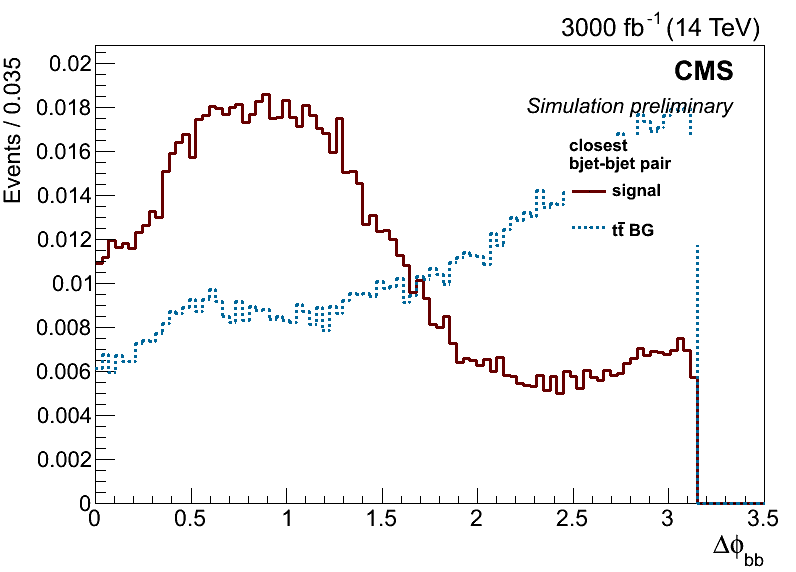 3000 fb⁻¹ (14 TeV)
Events / 0.035
0.02
0.018
0.016
0.014
0.012
0.01
0.008
0.006
0.004
0.002
0
CMS
Simulation preliminary
closest
bjet-bjet pair
signal
tt̄ BG
0 0.5 1 1.5 2 2.5 3 3.5
Δϕbb